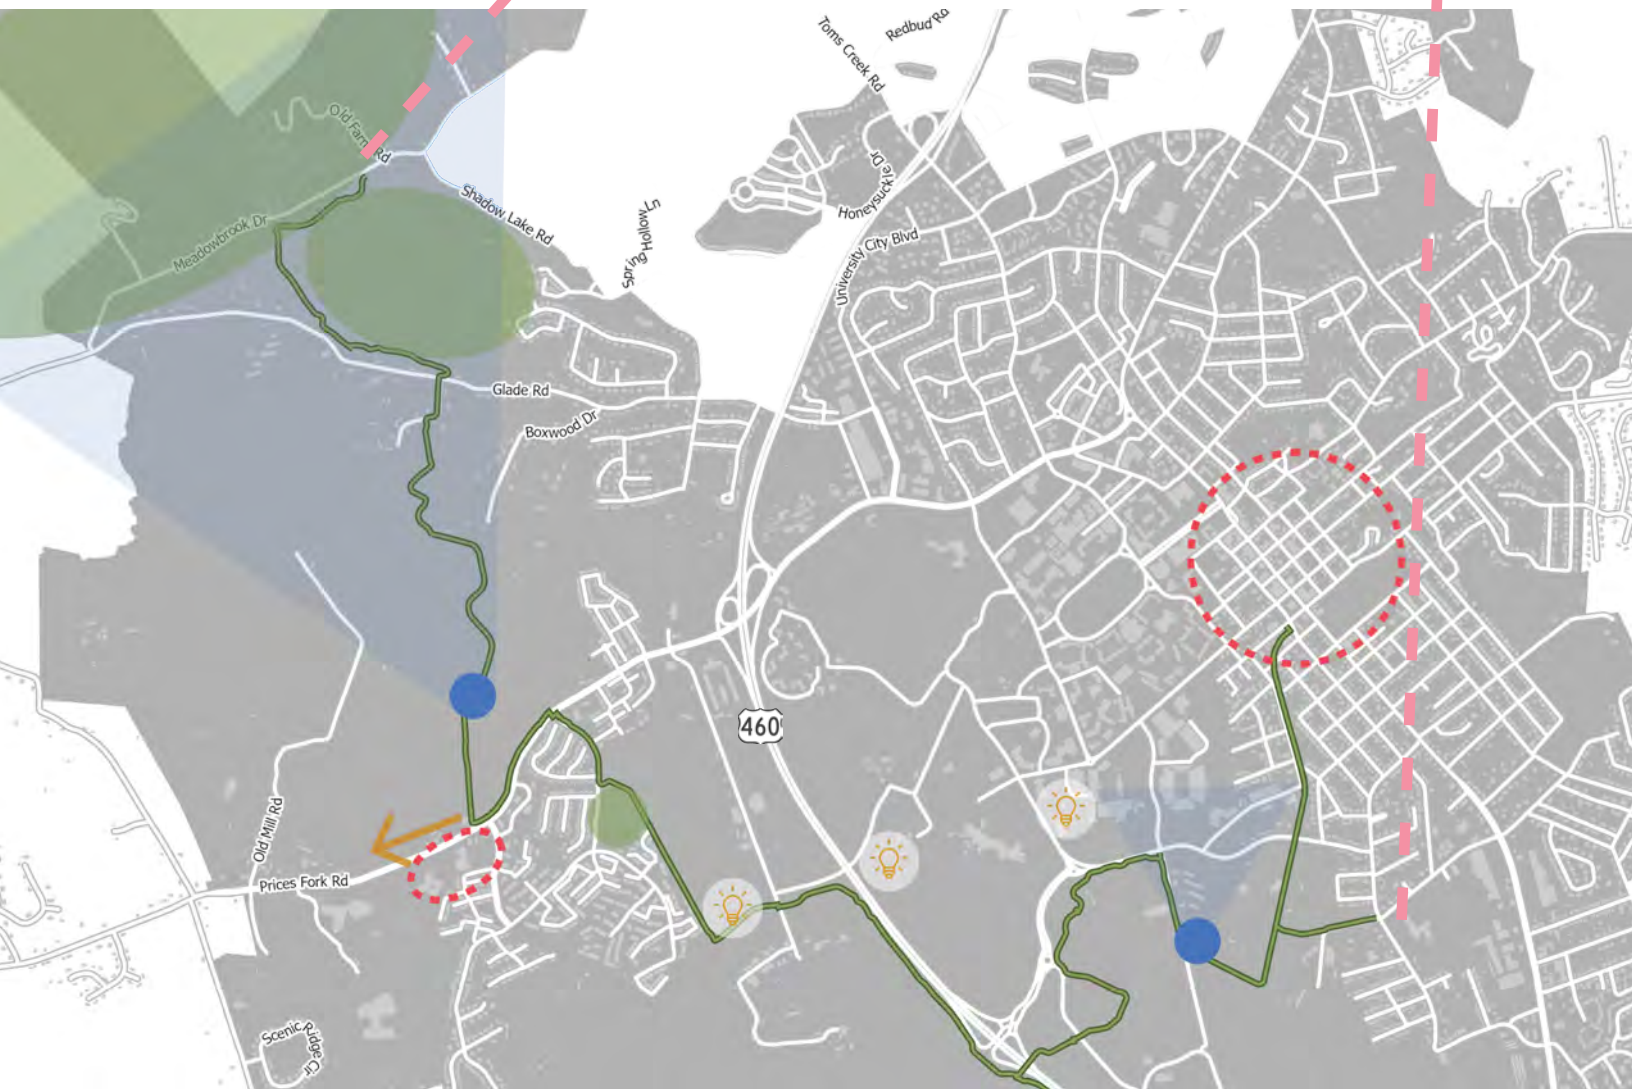 Redbud Rd
Toms Creek Rd
Old Farm Rd
Honeysuckle Dr
Shadow Lake Rd
Spring Hollow Ln
Meadowbrook Dr
University City Blvd
Glade Rd
Boxwood Dr
460
Old Mill Rd
Prices Fork Rd
Scenic Ridge Cir